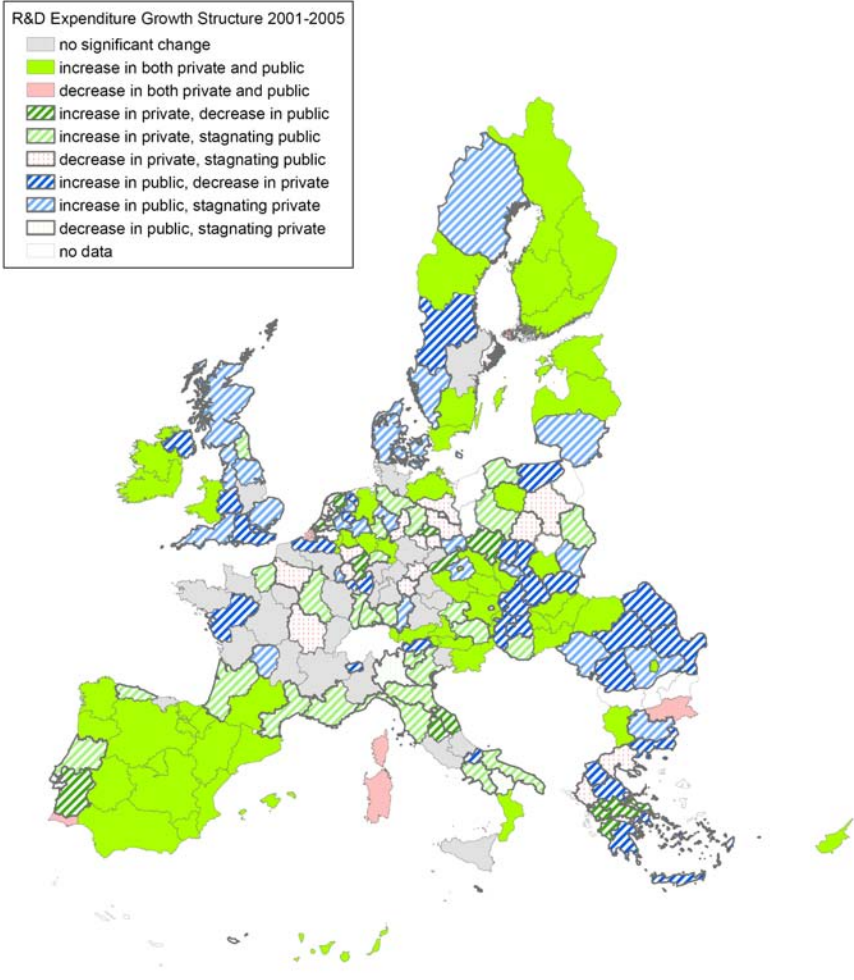 R&D Expenditure Growth Structure 2001-2005
no significant change
increase in both private and public
decrease in both private and public
increase in private, decrease in public
increase in private, stagnating public
decrease in private, stagnating public
increase in public, decrease in private
increase in public, stagnating private
decrease in public, stagnating private
no data